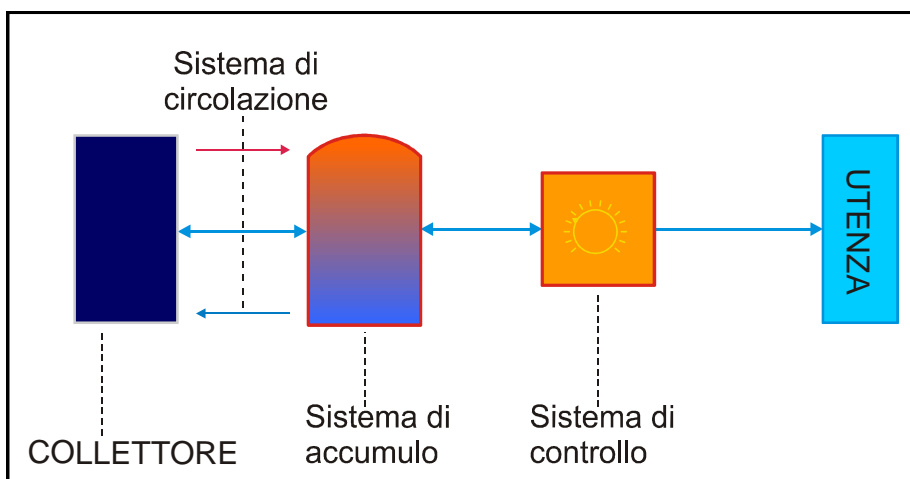 Sistema di
circolazione
UTENZA
COLLETTORE
Sistema di
accumulo
Sistema di
controllo